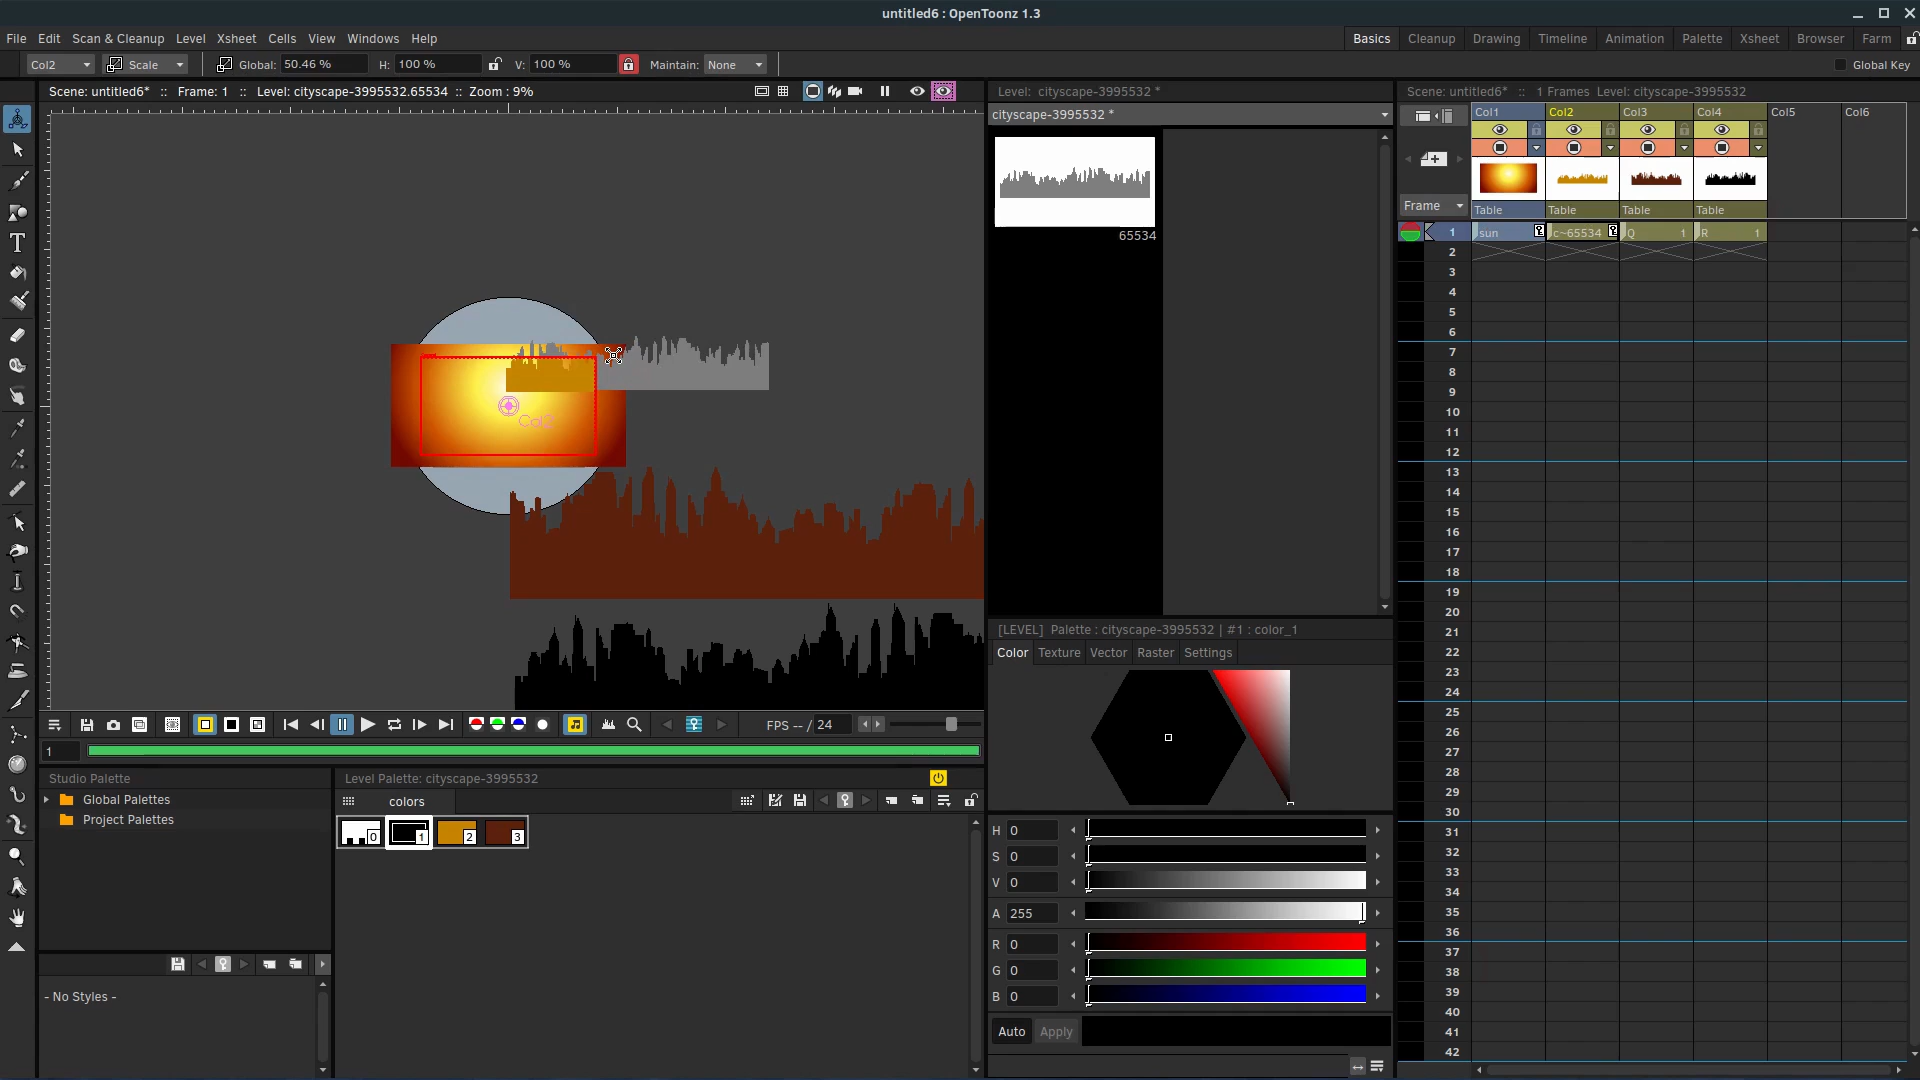 untitled6 : OpenToonz 1.3
File Edit Scan & Cleanup Level Xsheet Cells View Windows Help
Basics Cleanup Drawing Timeline Animation Palette Xsheet Browser Farm
Col2 Scale Global: 50.46 % H: 100 % V: 100 % Maintain: None Global Key
Scene: untitled6* :: Frame: 1 :: Level: cityscape-3995532.65534 :: Zoom : 9%
Level: cityscape-3995532 *
cityscape-3995532 *
65534
Scene: untitled6* :: 1 Frames Level: cityscape-3995532
Col1 Col2 Col3 Col4 Col5 Col6
Frame
Table Table Table Table
1 sun c~65534 Q 1 R 1
2
3
4
5
6
7
8
9
10
11
12
13
14
15
16
17
18
19
20
21
22
23
24
25
26
27
28
29
30
31
32
33
34
35
36
37
38
39
40
41
42
Col2
FPS -- / 24
1
Studio Palette
Global Palettes
Project Palettes
- No Styles -
Level Palette: cityscape-3995532
colors
0 1 2 3
[LEVEL] Palette : cityscape-3995532 | #1 : color_1
Color Texture Vector Raster Settings
H 0
S 0
V 0
A 255
R 0
G 0
B 0
Auto Apply